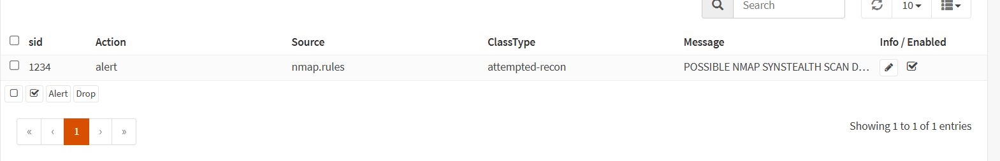 Search 10
sid Action Source ClassType Message Info / Enabled
1234 alert nmap.rules attempted-recon POSSIBLE NMAP SYNSTEALTH SCAN D...
Alert Drop
« ‹ 1 › »
Showing 1 to 1 of 1 entries